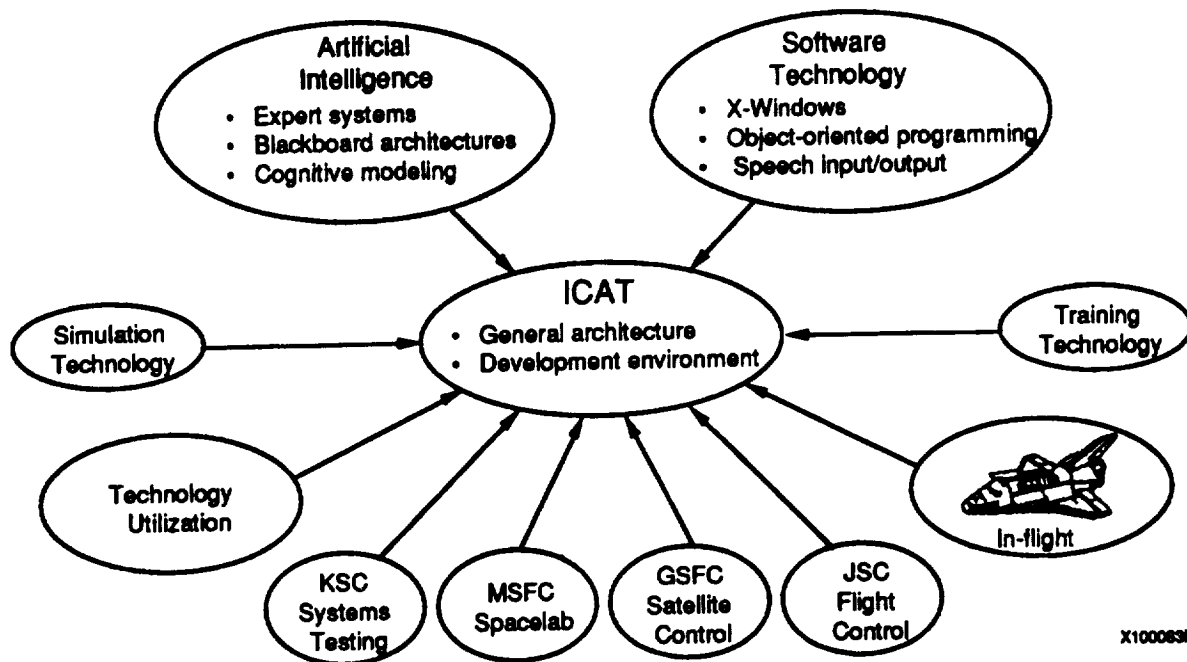 Artificial
Intelligence
• Expert systems
• Blackboard architectures
• Cognitive modeling
Software
Technology
• X-Windows
• Object-oriented programming
• Speech input/output
ICAT
• General architecture
• Development environment
Simulation
Technology
Training
Technology
Technology
Utilization
KSC
Systems
Testing
MSFC
Spacelab
GSFC
Satellite
Control
JSC
Flight
Control
In-flight